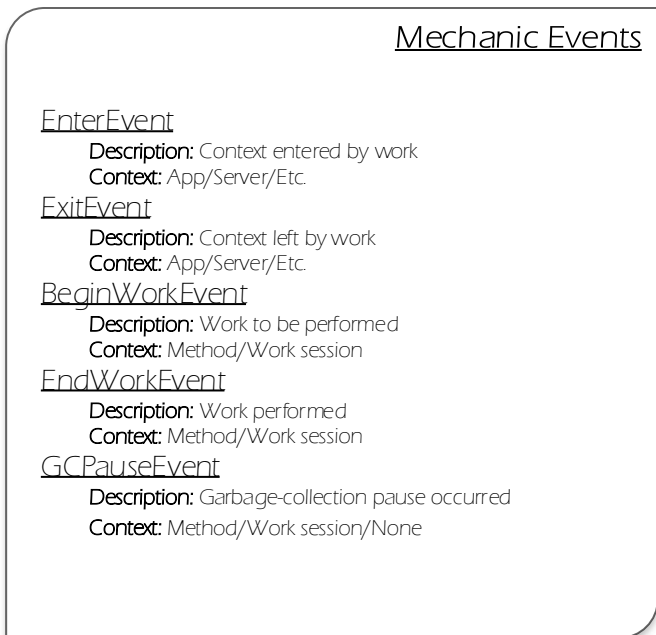 Mechanic Events
EnterEvent
Description: Context entered by work
Context: App/Server/Etc.
ExitEvent
Description: Context left by work
Context: App/Server/Etc.
BeginWorkEvent
Description: Work to be performed
Context: Method/Work session
EndWorkEvent
Description: Work performed
Context: Method/Work session
GCPauseEvent
Description: Garbage-collection pause occurred
Context: Method/Work session/None